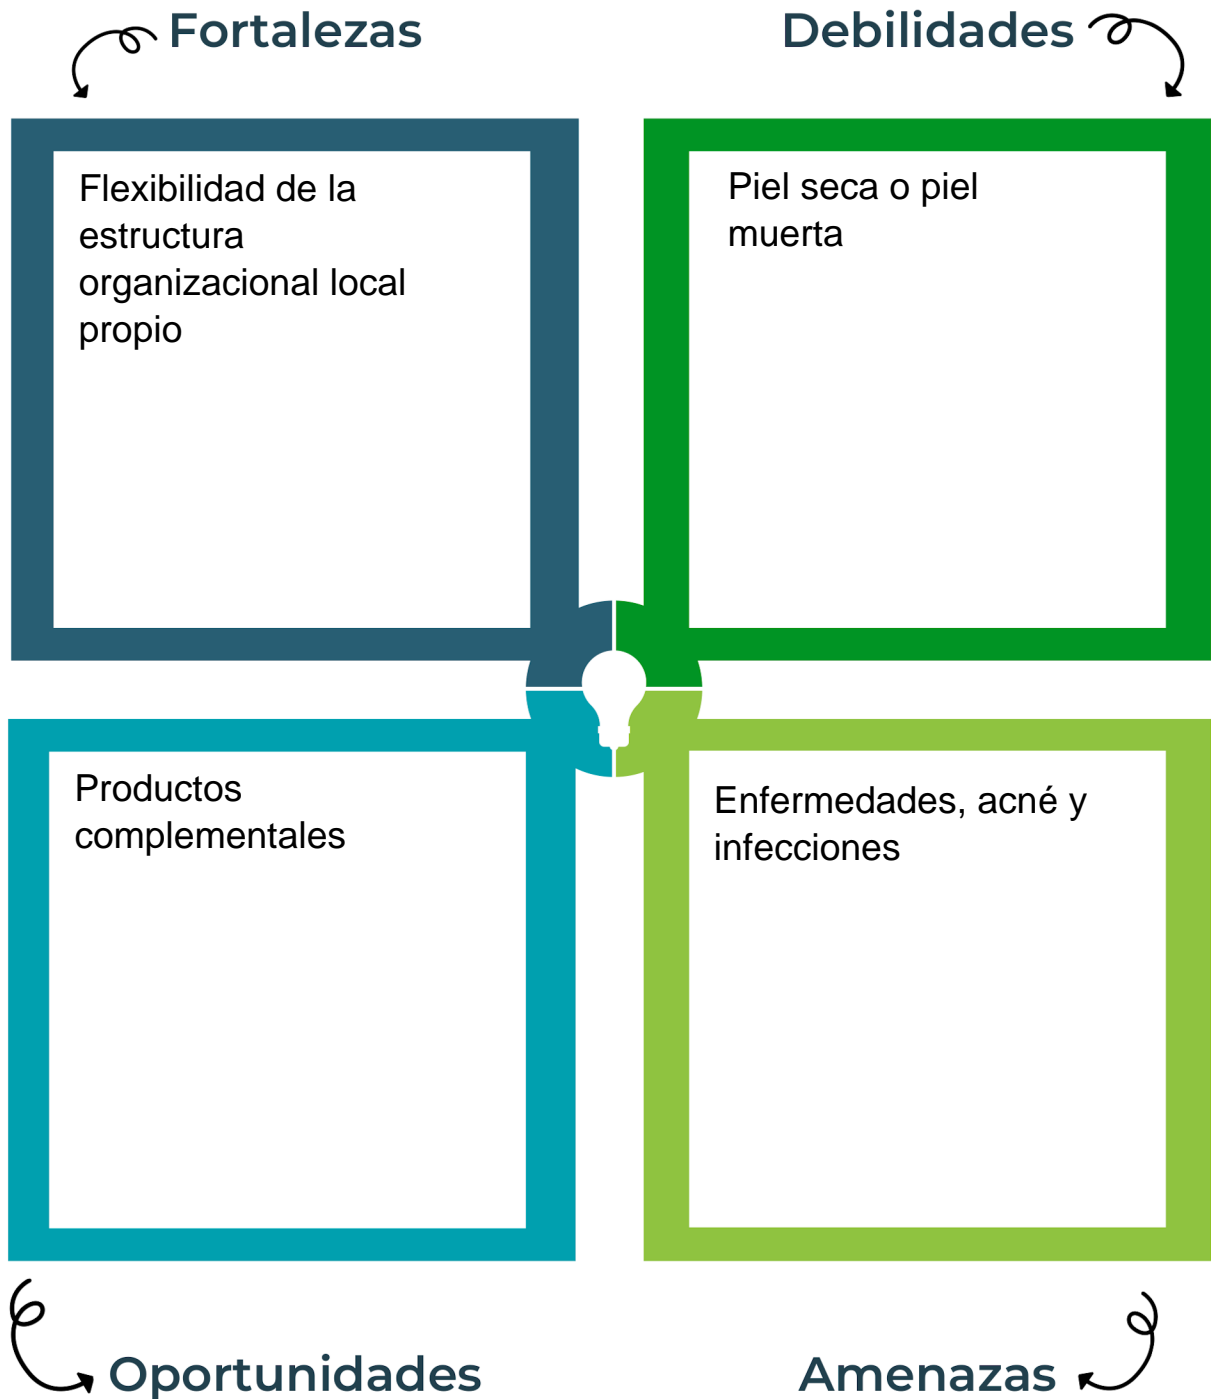 Fortalezas
Flexibilidad de la
estructura
organizacional local
propio
Debilidades
Piel seca o piel
muerta
Productos
complementales
Oportunidades
Enfermedades, acné y
infecciones
Amenazas